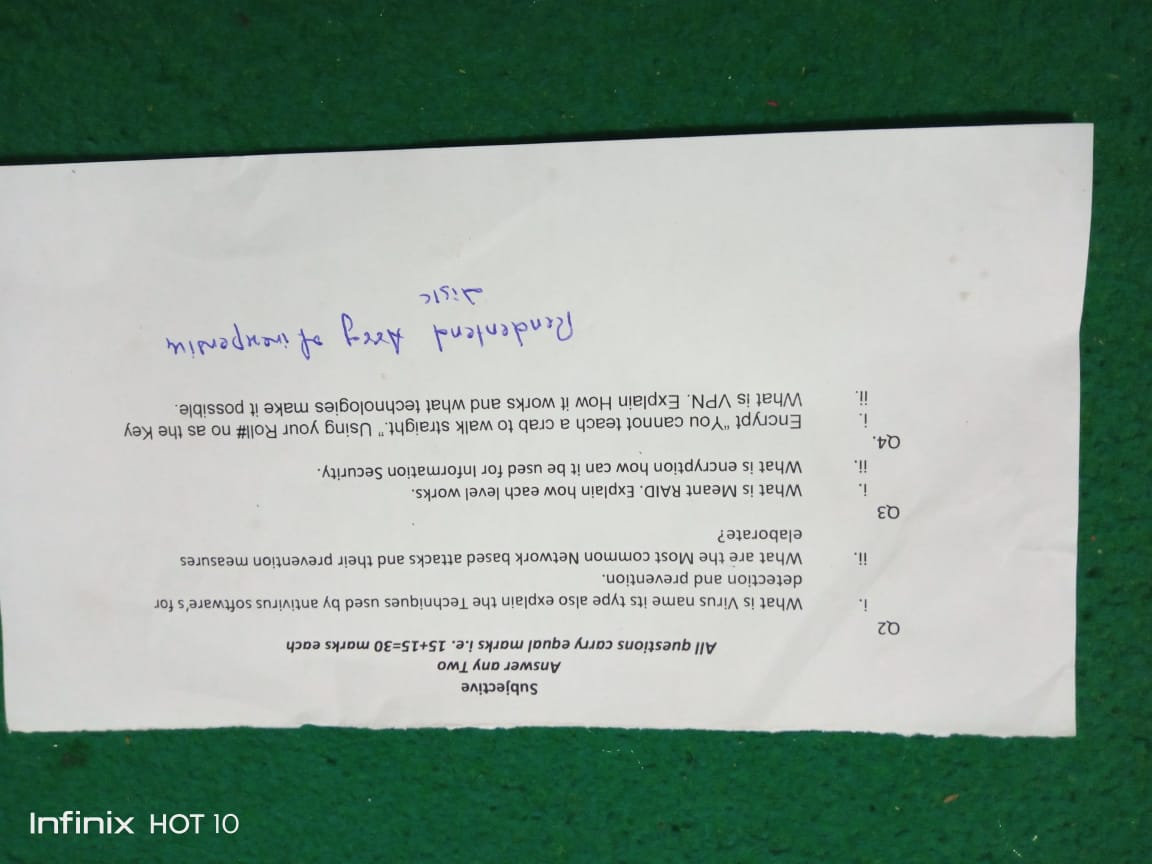 Subjective
Answer any Two
All questions carry equal marks i.e. 15+15=30 marks each
Q2
i. What is Virus name its type also explain the Techniques used by antivirus software's for
detection and prevention.
ii. What are the Most common Network based attacks and their prevention measures
elaborate?
Q3
i. What is Meant RAID. Explain how each level works.
ii. What is encryption how can it be used for Information Security.
Q4.
i. Encrypt "You cannot teach a crab to walk straight." Using your Roll# no as the Key
ii. What is VPN. Explain How it works and what technologies make it possible.
of
Infinix HOT 10